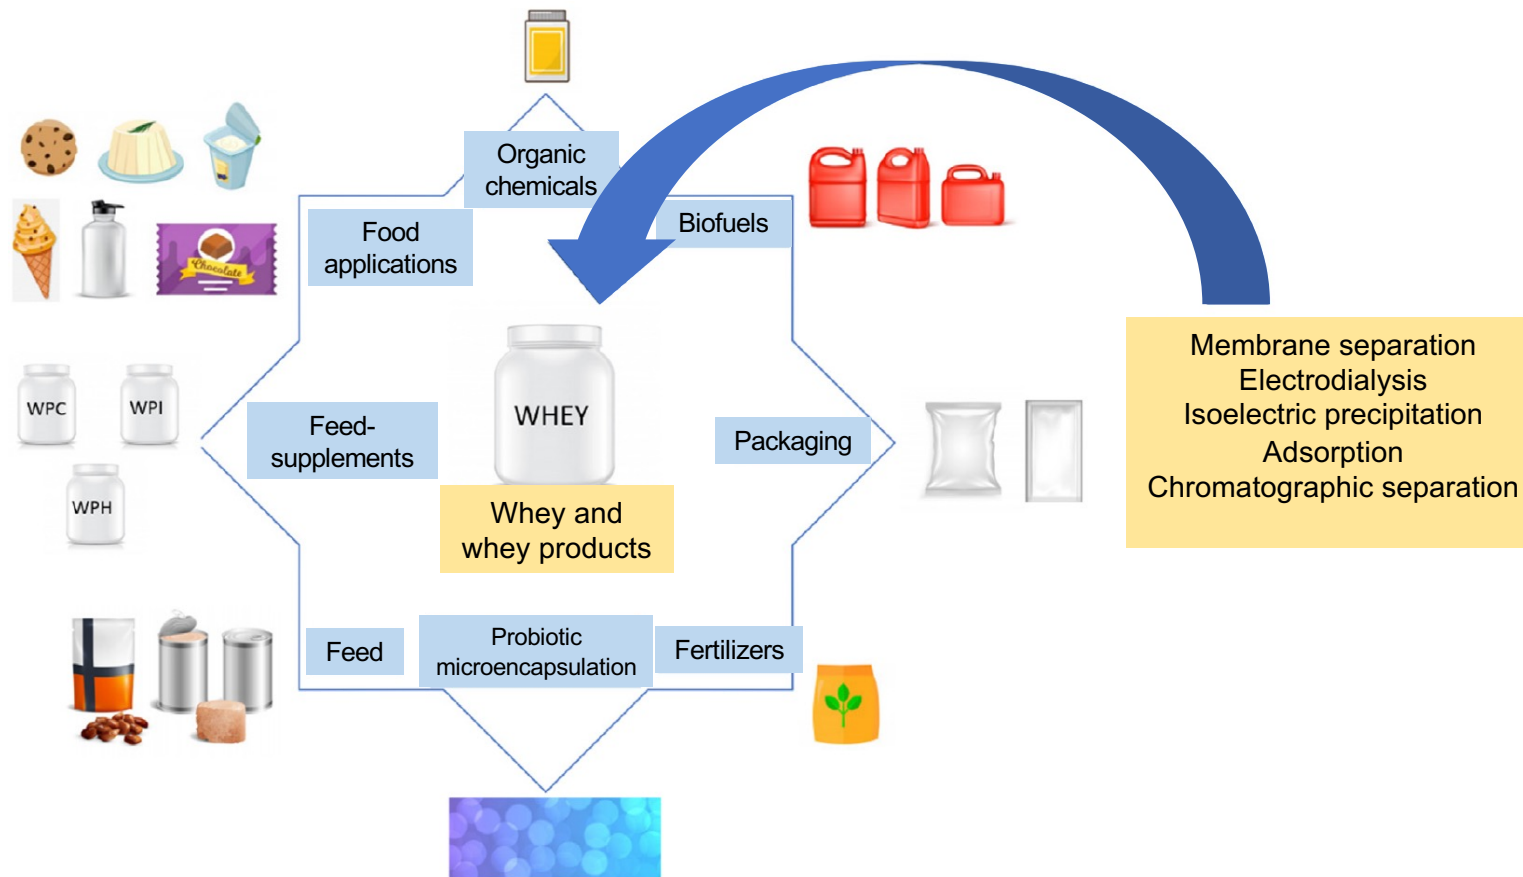 Organic
chemicals
Food
applications
Biofuels
Chocolate
Membrane separation
Electrodialysis
Isoelectric precipitation
Adsorption
Chromatographic separation
WPC
WPI
WPH
Feed-
supplements
WHEY
Packaging
Whey and
whey products
Feed
Probiotic
microencapsulation
Fertilizers